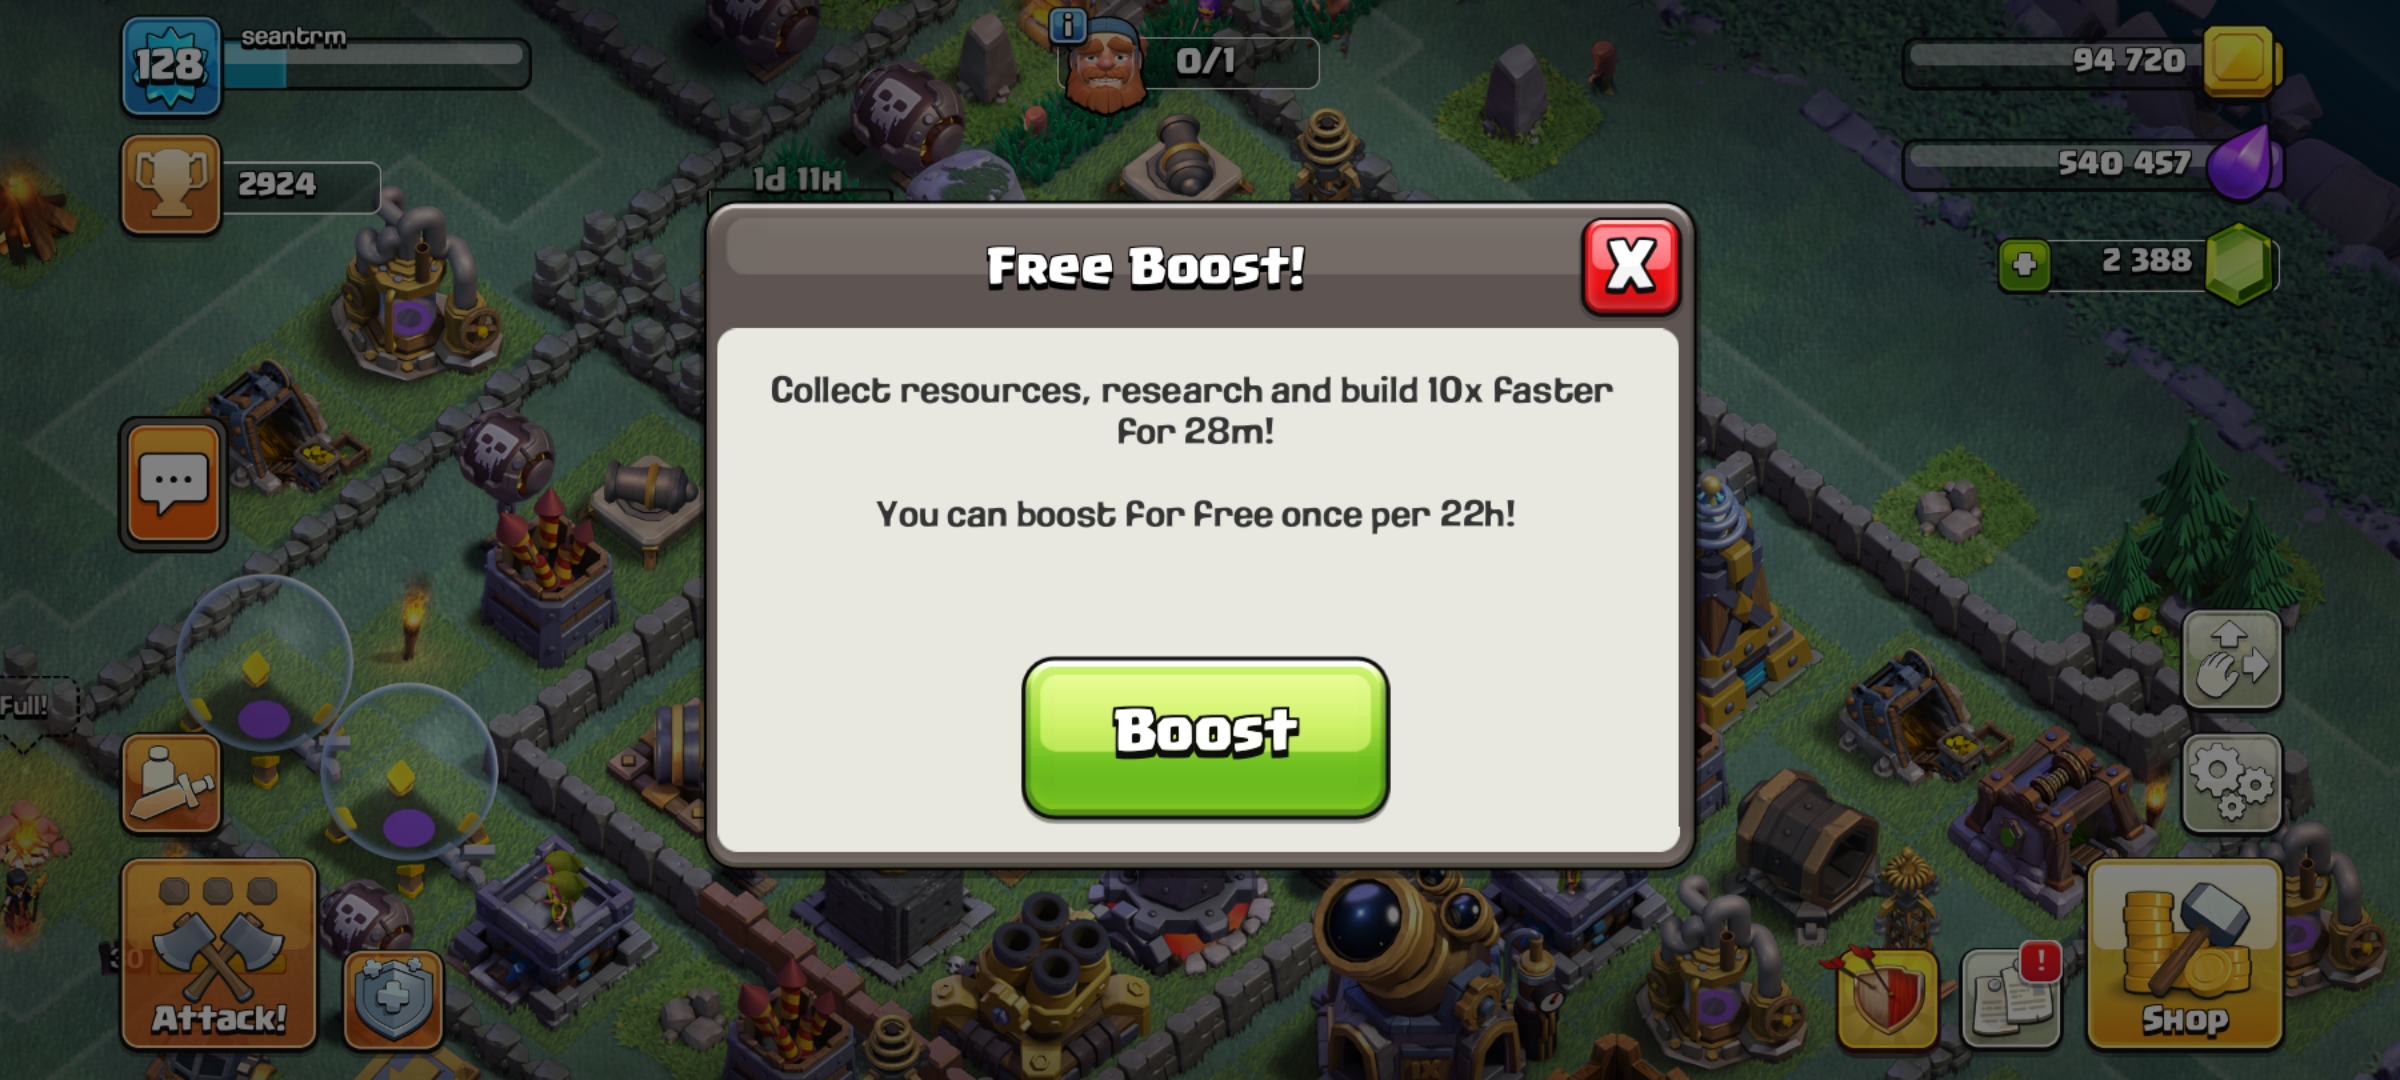 128
seantrm
0/1
94 720
2924
1d 11h
540 457
2 388
Free Boost!
X
Collect resources, research and build 10x faster
for 28m!
You can boost for free once per 22h!
Full!
Boost
30
Attack!
!
Shop